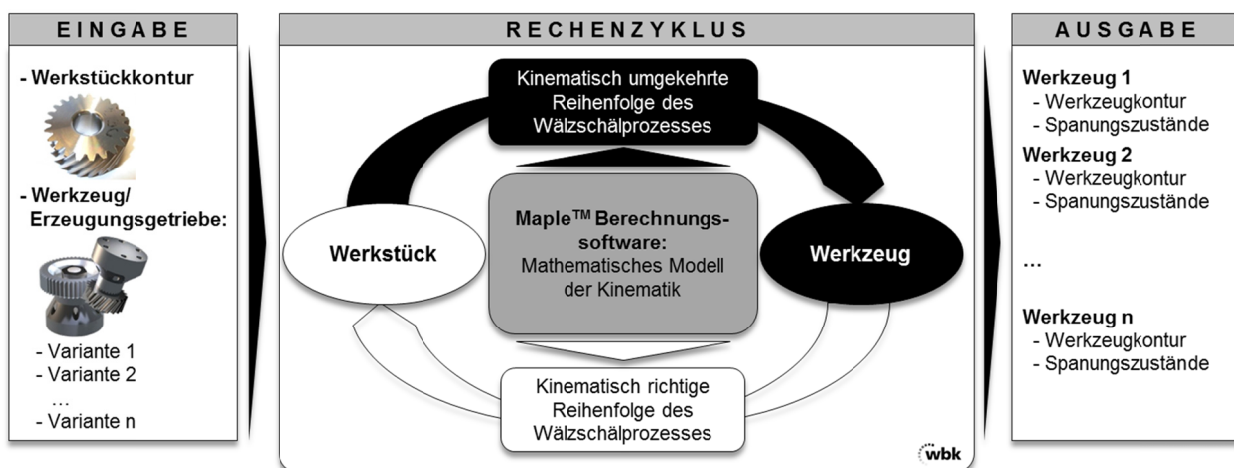 EINGABE
- Werkstückkontur
- Werkzeug/
Erzeugungsgetriebe:
- Variante 1
- Variante 2
...
- Variante n
RECHENZYKLUS
Kinematisch umgekehrte
Reihenfolge des
Wälzschälprozesses
Werkstück
Maple™ Berechnungs-
software:
Mathematisches Modell
der Kinematik
Werkzeug
Kinematisch richtige
Reihenfolge des
Wälzschälprozesses
wbk
AUSGABE
Werkzeug 1
- Werkzeugkontur
- Spanungszustände
Werkzeug 2
- Werkzeugkontur
- Spanungszustände
...
Werkzeug n
- Werkzeugkontur
- Spanungszustände